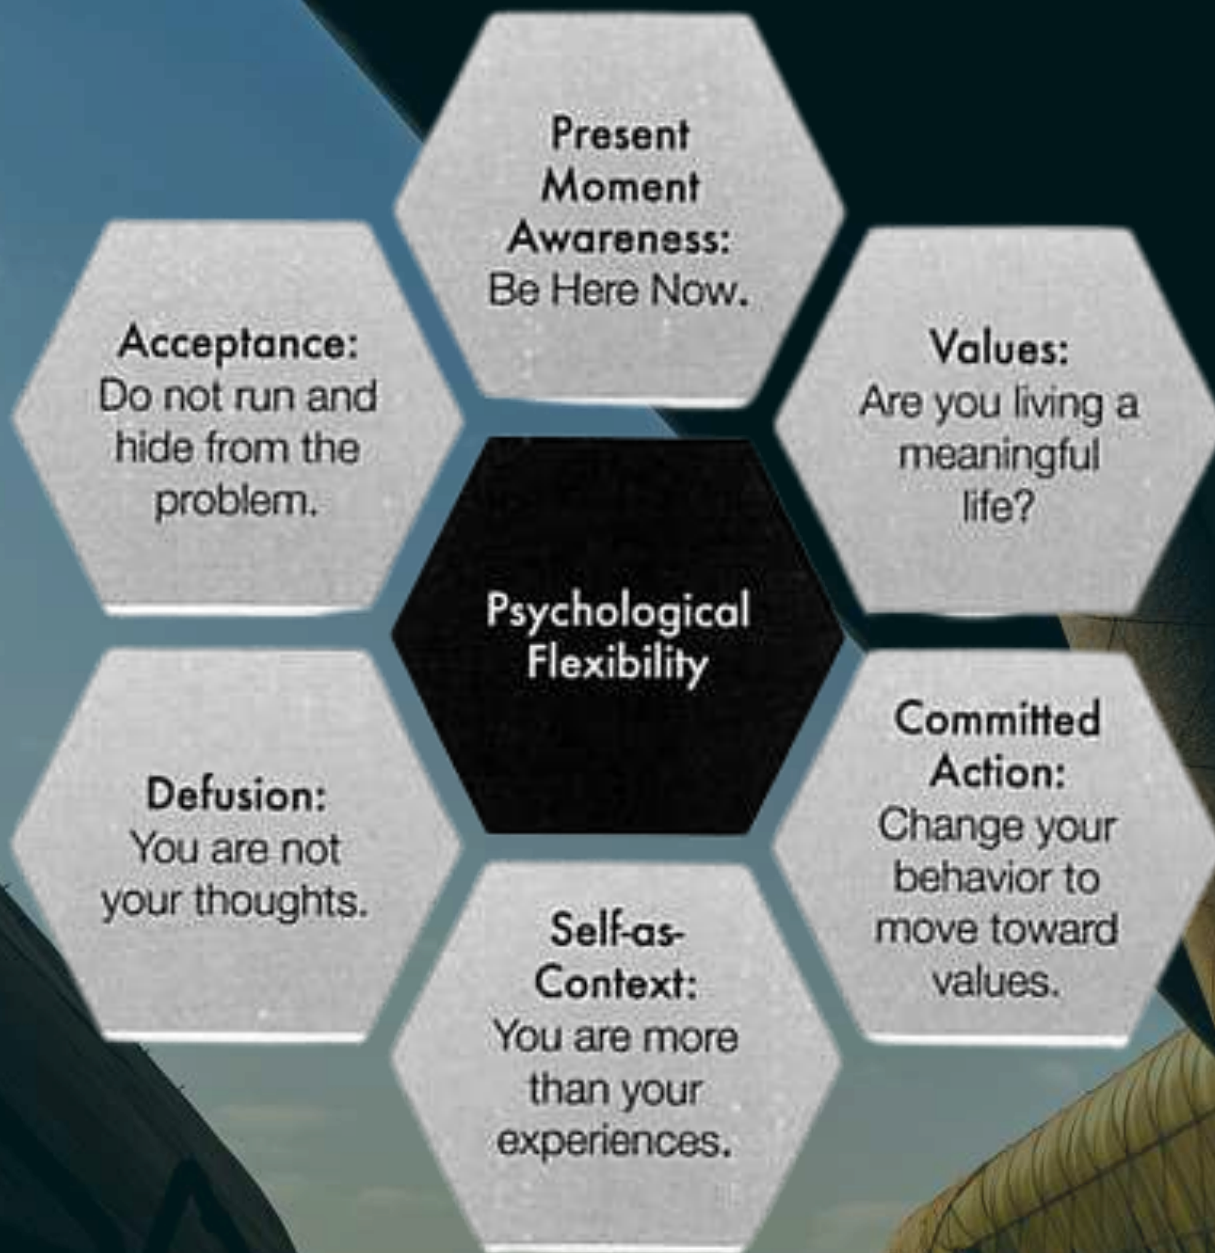 Present
Moment
Awareness:
Be Here Now.
Acceptance:
Do not run and
hide from the
problem.
Values:
Are you living a
meaningful
life?
Psychological
Flexibility
Defusion:
You are not
your thoughts.
Committed
Action:
Change your
behavior to
move toward
values.
Self-as-
Context:
You are more
than your
experiences.